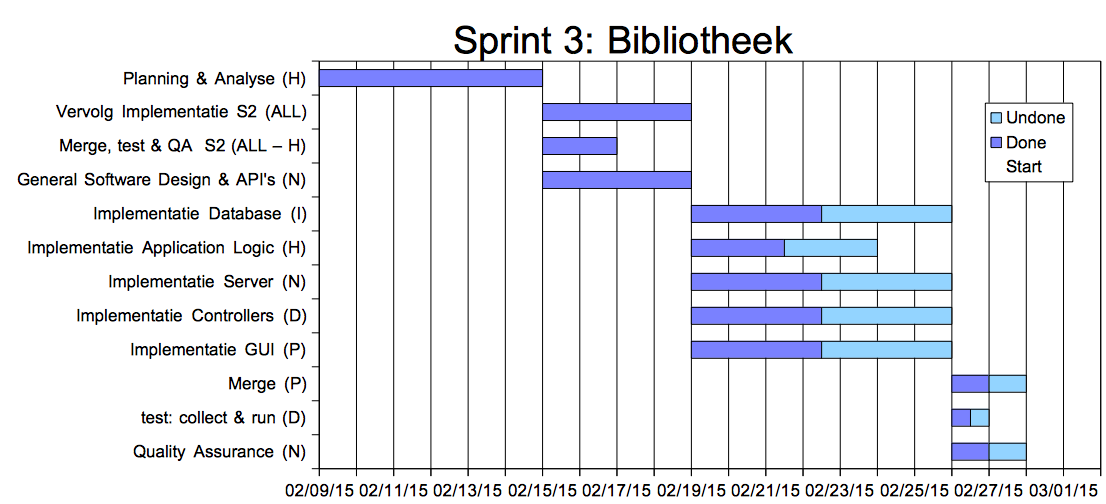 Sprint 3: Bibliotheek
Planning & Analyse (H)
Vervolg Implementatie S2 (ALL)
Merge, test & QA S2 (ALL – H)
General Software Design & API's (N)
Implementatie Database (I)
Implementatie Application Logic (H)
Implementatie Server (N)
Implementatie Controllers (D)
Implementatie GUI (P)
Merge (P)
test: collect & run (D)
Quality Assurance (N)
Undone
Done
Start
02/09/15 02/11/15 02/13/15 02/15/15 02/17/15 02/19/15 02/21/15 02/23/15 02/25/15 02/27/15 03/01/15